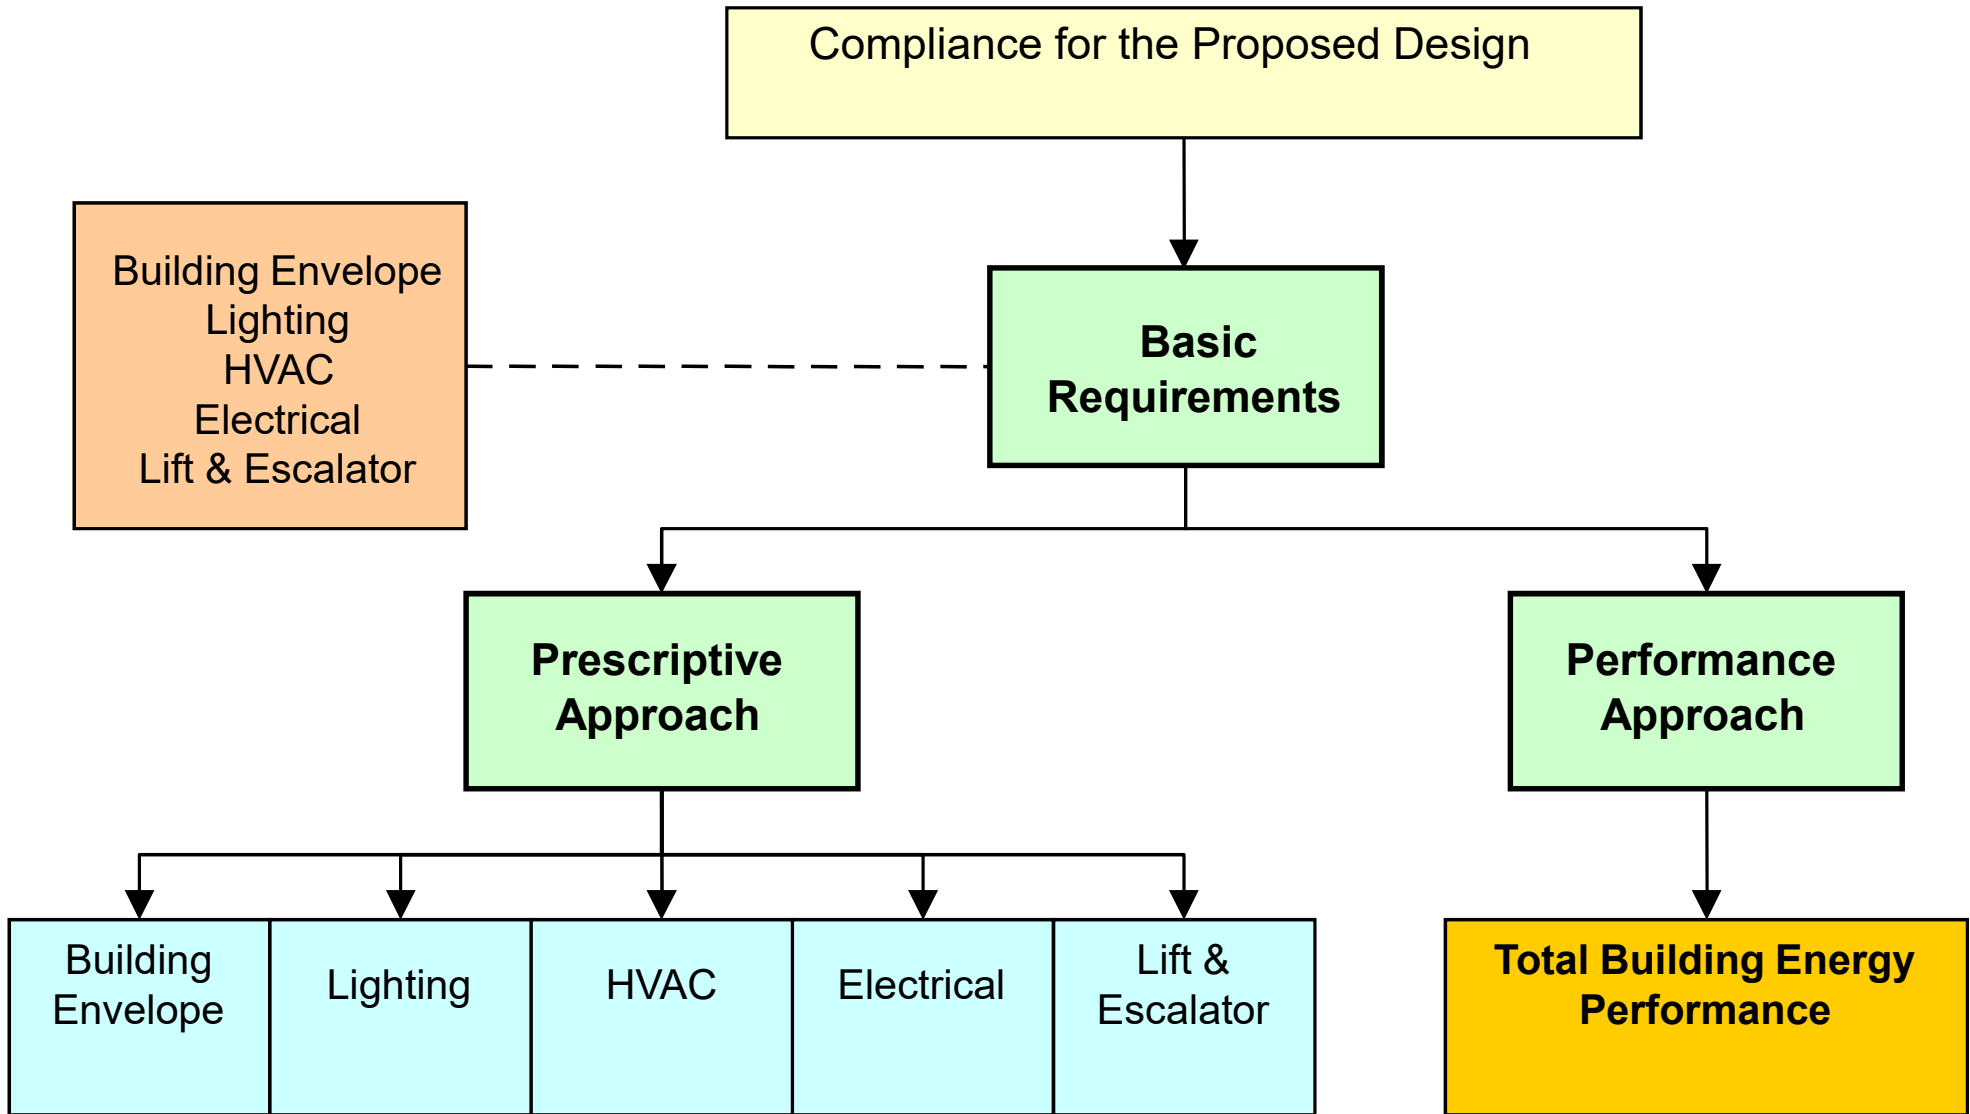 Compliance for the Proposed Design
Building Envelope
Lighting
HVAC
Electrical
Lift & Escalator
Basic
Requirements
Prescriptive
Approach
Performance
Approach
Building
Envelope
Lighting
HVAC
Electrical
Lift &
Escalator
Total Building Energy
Performance